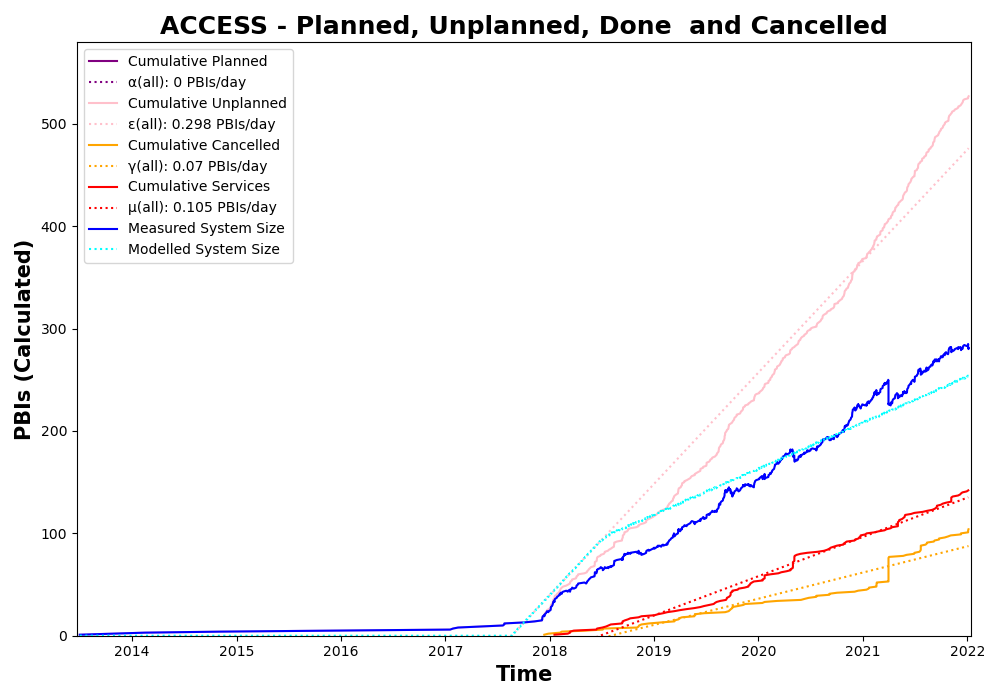 ACCESS - Planned, Unplanned, Done  and Cancelled
Cumulative Planned
α(all): 0 PBIs/day
Cumulative Unplanned
ε(all): 0.298 PBIs/day
Cumulative Cancelled
γ(all): 0.07 PBIs/day
Cumulative Services
μ(all): 0.105 PBIs/day
Measured System Size
Modelled System Size
PBIs (Calculated)
500
400
300
200
100
0
2014 2015 2016 2017 2018 2019 2020 2021 2022
Time